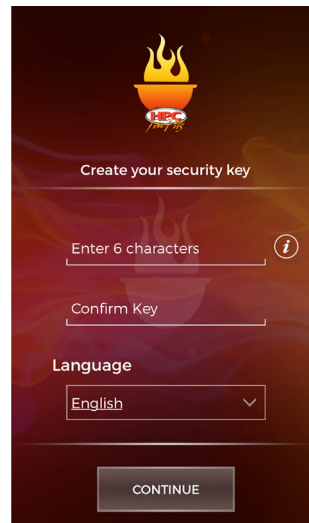 HPC
Fire Pits
Create your security key
Enter 6 characters
i
Confirm Key
Language
English
CONTINUE